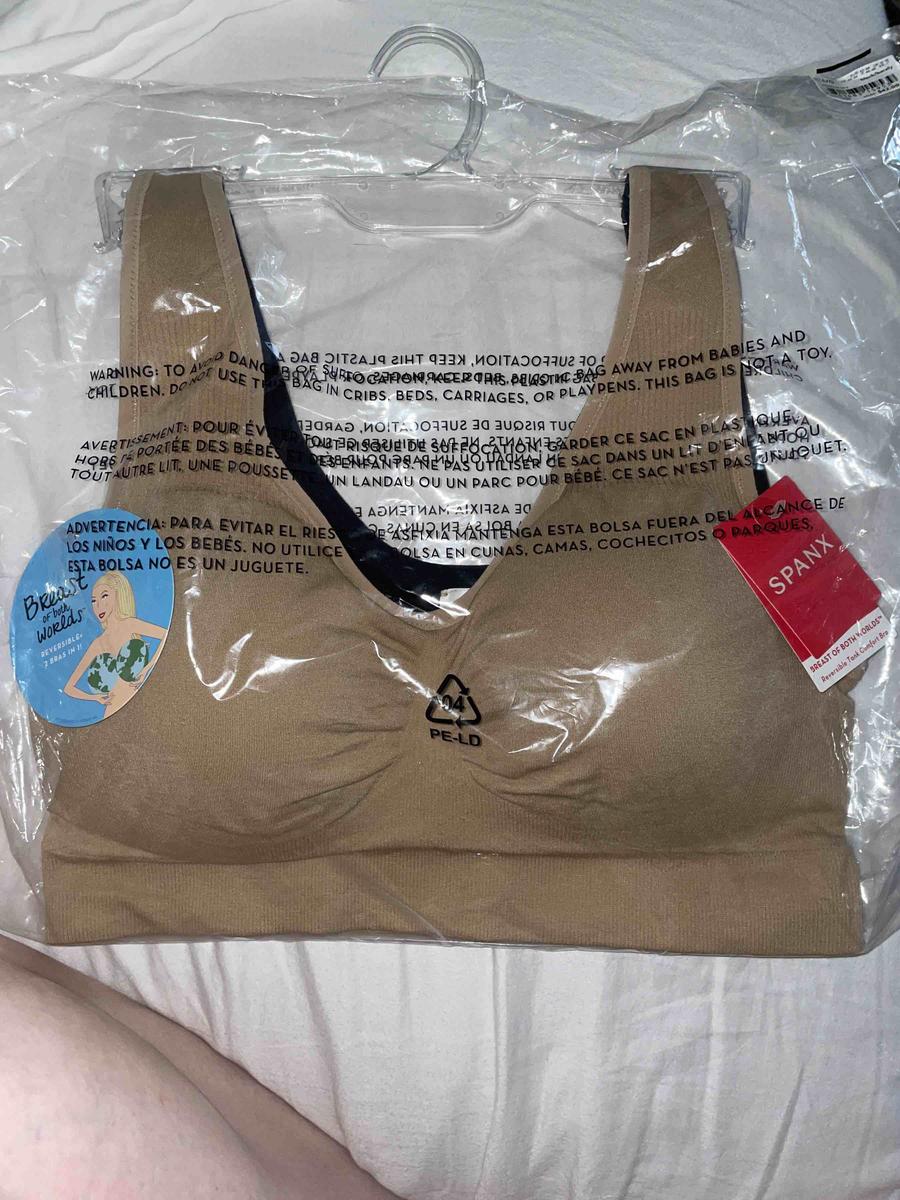 WARNING: TO AVOID DANGER OF SUFFOCATION, KEEP THIS PLASTIC BAG AWAY FROM BABIES AND
CHILDREN. DO NOT USE THIS BAG IN CRIBS, BEDS, CARRIAGES, OR PLAYPENS. THIS BAG IS NOT A TOY.
AVERTISSEMENT: POUR ÉVITER RISQUE DE SUFFOCATION, GARDER CE SAC EN PLASTIQUE
HORS DE PORTÉE DES BÉBÉS ET DES ENFANTS. NE PAS UTILISER CE SAC DANS UN LIT D'ENFANT OU
TOUT AUTRE LIT, UNE POUSSETTE UN LANDAU OU UN PARC POUR BÉBÉ. CE SAC N'EST PAS UN JOUET.
ADVERTENCIA: PARA EVITAR EL RIES DE ASFIXIA MANTENGA ESTA BOLSA FUERA DEL ALCANCE DE
LOS NIÑOS Y LOS BEBÉS. NO UTILICE BOLSA EN CUNAS, CAMAS, COCHECITOS O PARQUES,
ESTA BOLSA NO ES UN JUGUETE.
Breast
of both
Worlds™
REVERSIBLE=
2 BRAS IN 1!
SPANX
BREAST OF BOTH WORLDS™
Reversible Tank Comfort Bra
04
PE-LD